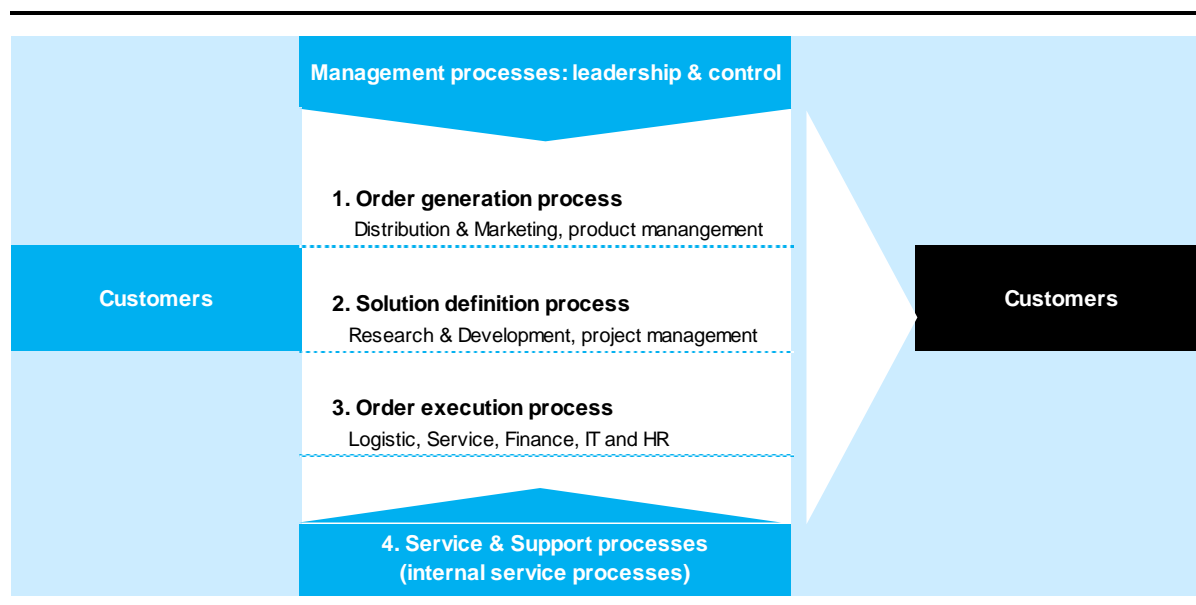 Management processes: leadership & control
1. Order generation process
Distribution & Marketing, product manangement
Customers
2. Solution definition process
Research & Development, project management
Customers
3. Order execution process
Logistic, Service, Finance, IT and HR
4. Service & Support processes
(internal service processes)